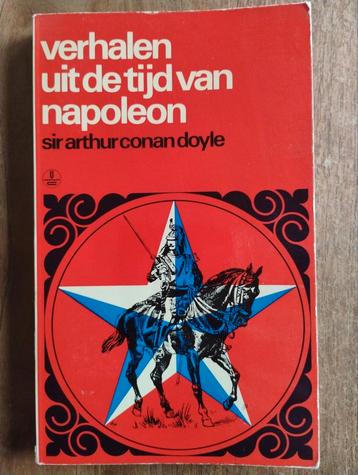 verhalen
uit de tijd van
napoleon
sir arthur conan doyle